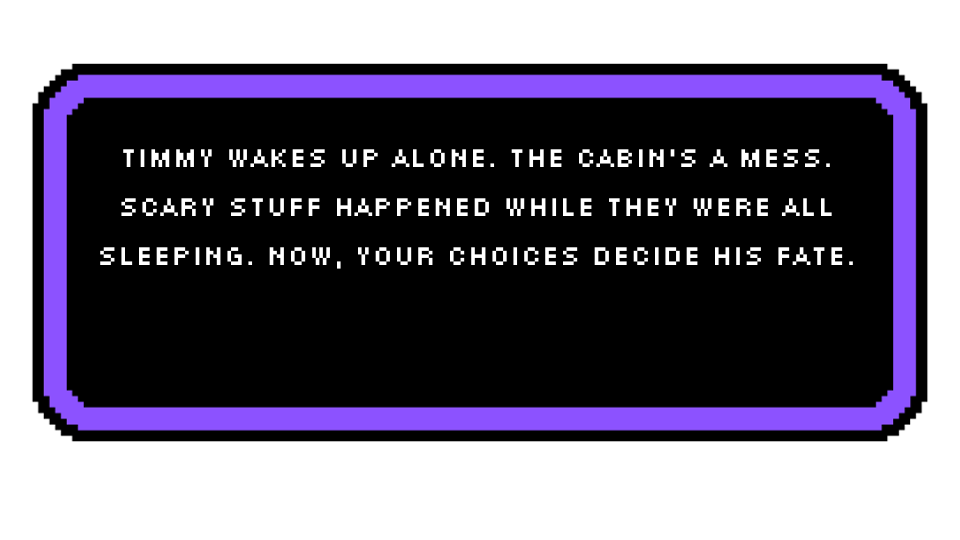 TIMMY WAKES UP ALONE. THE CABIN'S A MESS.
SCARY STUFF HAPPENED WHILE THEY WERE ALL
SLEEPING. NOW, YOUR CHOICES DECIDE HIS FATE.